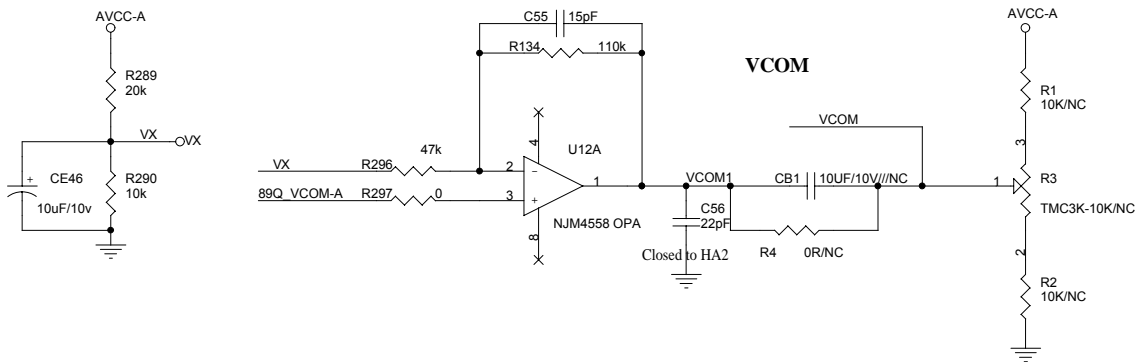 AVCC-A
R289
20k
VX
VX
CE46
10uF/10v
R290
10k
C55
15pF
R134
110k
VX
R296
47k
89Q_VCOM-A
R297
0
2
3
4
8
1
U12A
NJM4558 OPA
VCOM1
C56
22pF
Closed to HA2
VCOM
VCOM
CB1
10UF/10V///NC
R4
0R/NC
AVCC-A
R1
10K/NC
3
1
R3
TMC3K-10K/NC
2
R2
10K/NC